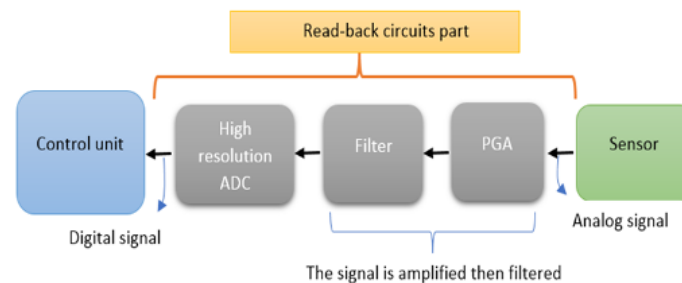 Read-back circuits part
Control unit
High
resolution
ADC
Filter
PGA
Sensor
Digital signal
Analog signal
The signal is amplified then filtered